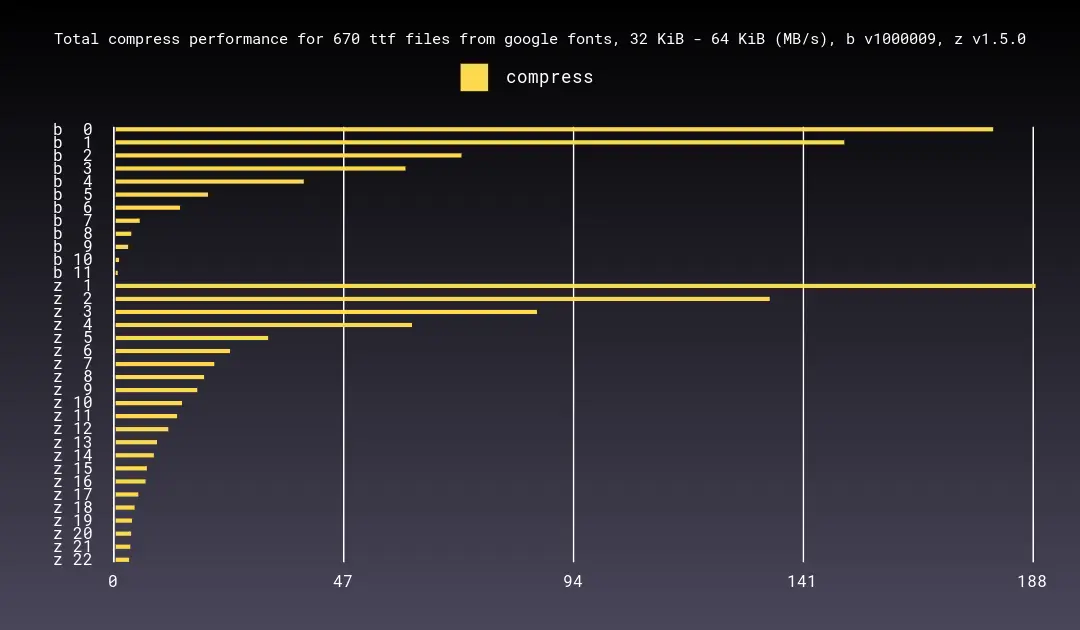 Total compress performance for 670 ttf files from google fonts, 32 KiB - 64 KiB (MB/s), b v1000009, z v1.5.0
compress
b 0
b 1
b 2
b 3
b 4
b 5
b 6
b 7
b 8
b 9
b 10
b 11
z 1
z 2
z 3
z 4
z 5
z 6
z 7
z 8
z 9
z 10
z 11
z 12
z 13
z 14
z 15
z 16
z 17
z 18
z 19
z 20
z 21
z 22
0 47 94 141 188